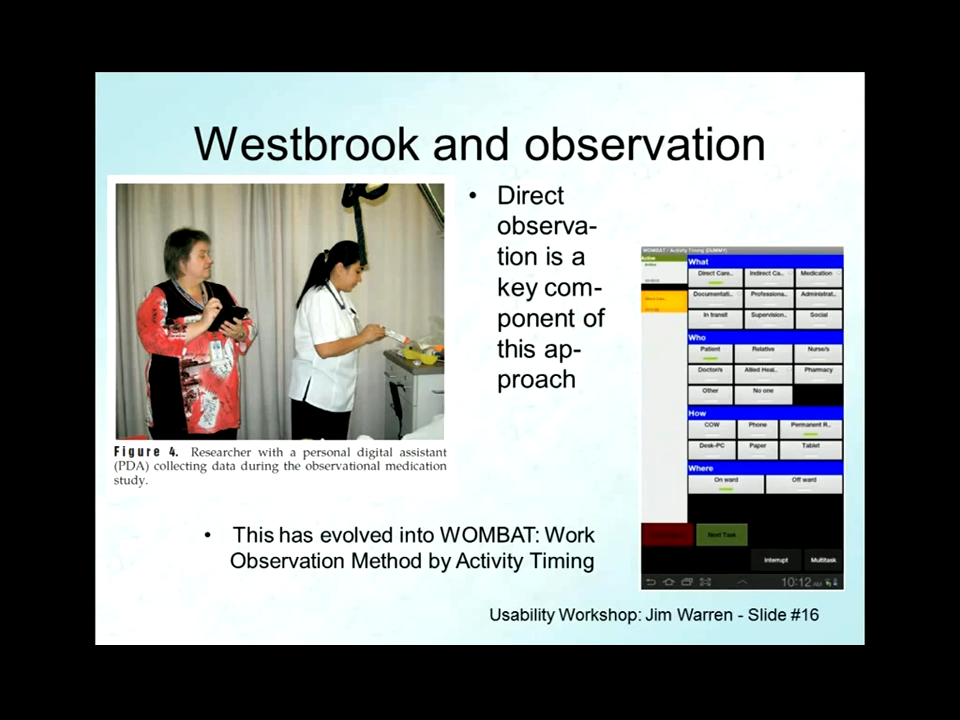 Westbrook and observation
• Direct
observa-
tion is a
key com-
ponent of
this ap-
proach
Figure 4. Researcher with a personal digital assistant
(PDA) collecting data during the observational medication
study.
• This has evolved into WOMBAT: Work
Observation Method by Activity Timing
WOMBAT / Activity Timing (DUMMY)
Active
What
Direct Care.. Indirect Ca.. Medication
Documentati.. Professiona.. Administrat..
In transit Supervision.. Social
Who
Patient Relative Nurse/s
Doctor/s Allied Heal.. Pharmacy
Other No one
How
COW Phone Permanent R..
Desk-PC Paper Tablet
Where
On ward Off ward
Next Task
Interrupt Multitask
10:12 AM
Usability Workshop: Jim Warren - Slide #16